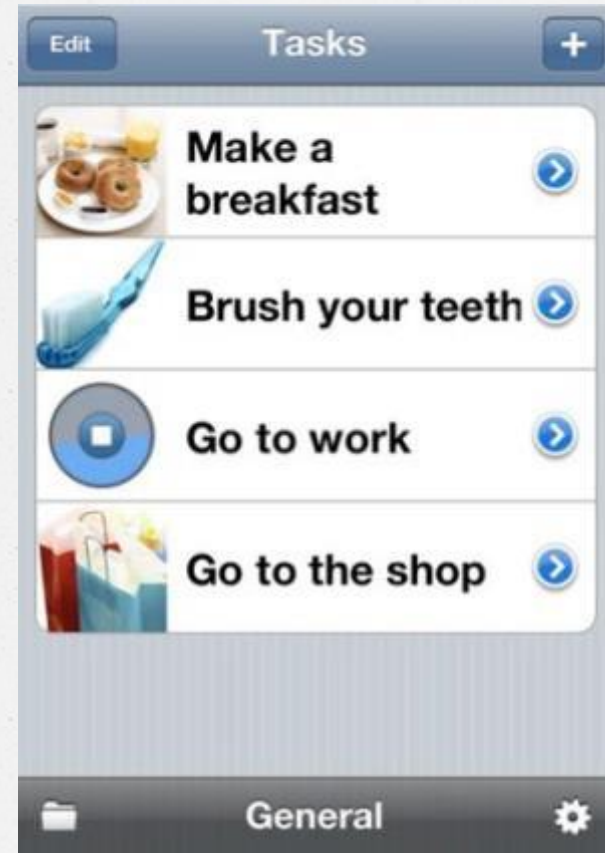 Edit Tasks +
Make a
breakfast
Brush your teeth
Go to work
Go to the shop
General